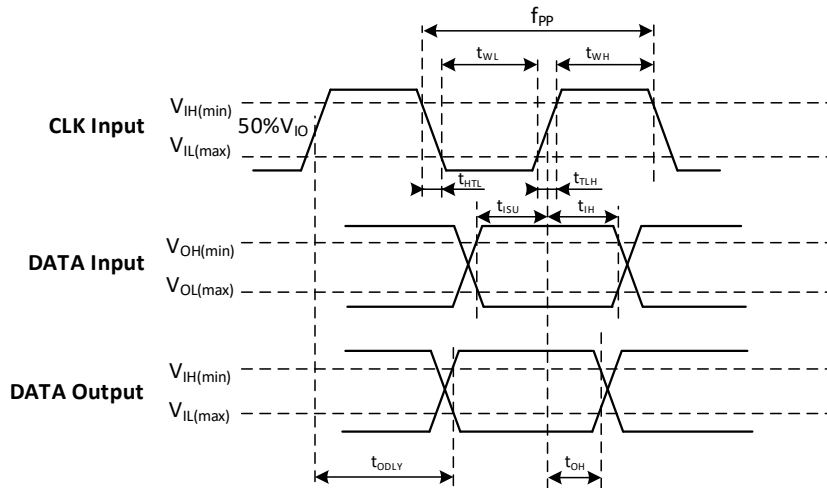 fPP
tWL
tWH
VIH(min)
CLK Input
50%VIO
VIL(max)
tHTL
tTLH
tISU
tIH
VOH(min)
DATA Input
VOL(max)
VIH(min)
DATA Output
VIL(max)
tODLY
tOH